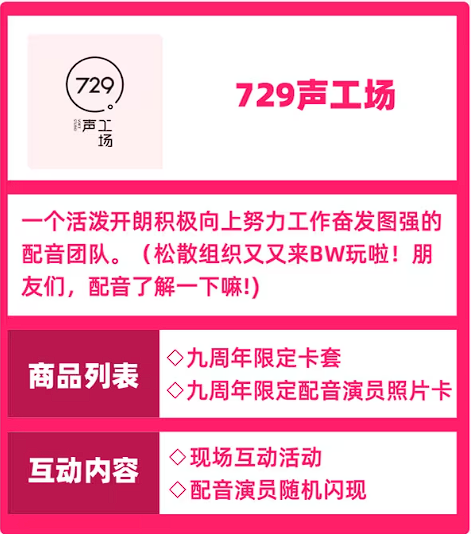 729
声工场
729声工场
一个活泼开朗积极向上努力工作奋发图强的
配音团队。（松散组织又又来BW玩啦！朋
友们，配音了解一下嘛!)
商品列表
◇九周年限定卡套
◇九周年限定配音演员照片卡
互动内容
◇现场互动活动
◇配音演员随机闪现